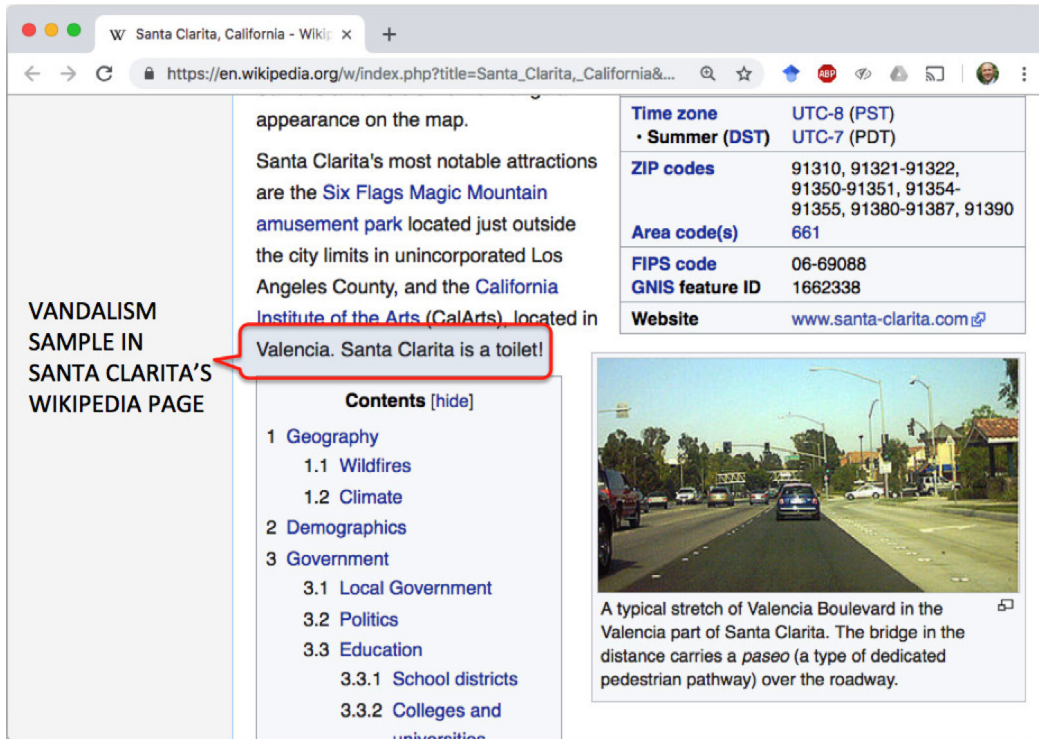 Santa Clarita, California - Wikip
https://en.wikipedia.org/w/index.php?title=Santa_Clarita,_California&...
ABP
appearance on the map.
Santa Clarita's most notable attractions
are the Six Flags Magic Mountain
amusement park located just outside
the city limits in unincorporated Los
Angeles County, and the California
Institute of the Arts (CalArts), located in
Valencia. Santa Clarita is a toilet!
VANDALISM
SAMPLE IN
SANTA CLARITA'S
WIKIPEDIA PAGE
Contents [hide]
1 Geography
1.1 Wildfires
1.2 Climate
2 Demographics
3 Government
3.1 Local Government
3.2 Politics
3.3 Education
3.3.1 School districts
3.3.2 Colleges and
universities
Time zone UTC-8 (PST)
• Summer (DST) UTC-7 (PDT)
ZIP codes 91310, 91321-91322,
91350-91351, 91354-
91355, 91380-91387, 91390
Area code(s) 661
FIPS code 06-69088
GNIS feature ID 1662338
Website www.santa-clarita.com
A typical stretch of Valencia Boulevard in the
Valencia part of Santa Clarita. The bridge in the
distance carries a paseo (a type of dedicated
pedestrian pathway) over the roadway.